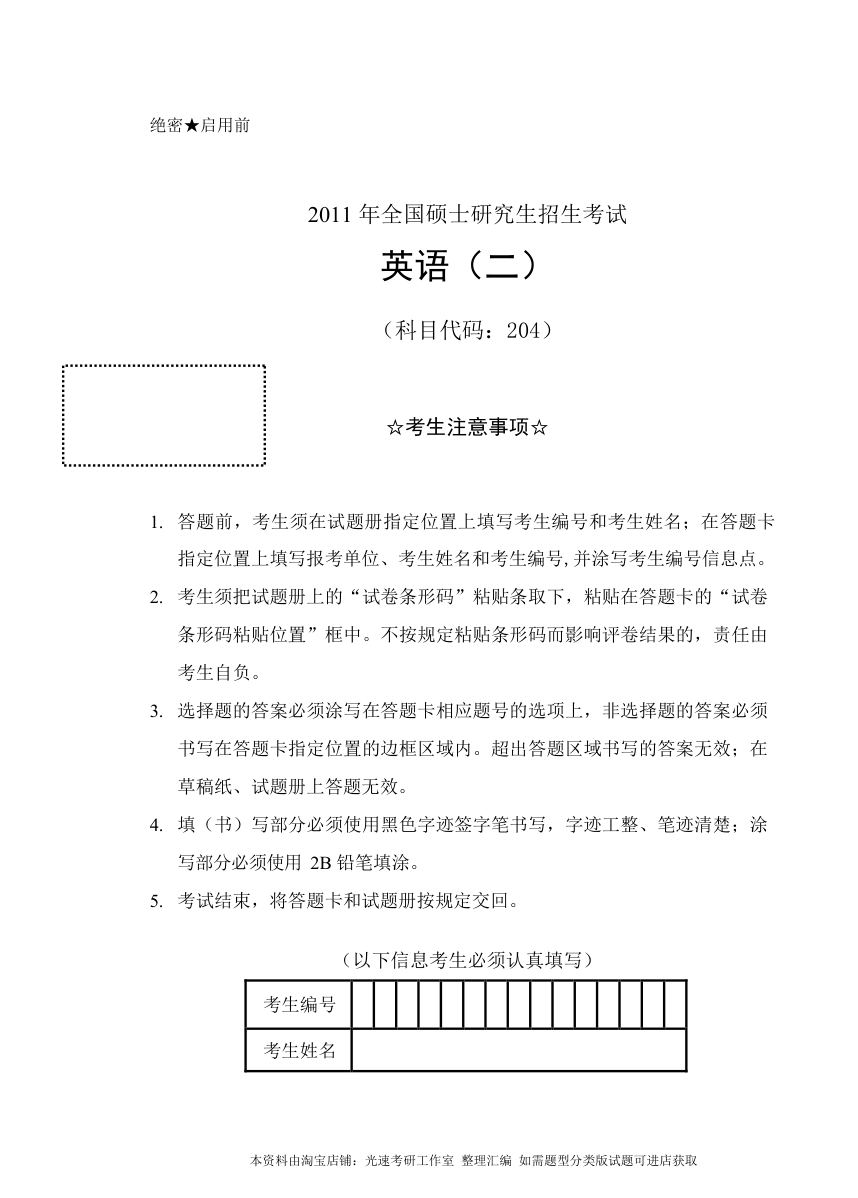 绝密★启用前
2011 年全国硕士研究生招生考试
英语（二）
（科目代码：204）
☆考生注意事项☆
1. 答题前，考生须在试题册指定位置上填写考生编号和考生姓名；在答题卡
指定位置上填写报考单位、考生姓名和考生编号,并涂写考生编号信息点。
2. 考生须把试题册上的“试卷条形码”粘贴条取下，粘贴在答题卡的“试卷
条形码粘贴位置”框中。不按规定粘贴条形码而影响评卷结果的，责任由
考生自负。
3. 选择题的答案必须涂写在答题卡相应题号的选项上，非选择题的答案必须
书写在答题卡指定位置的边框区域内。超出答题区域书写的答案无效；在
草稿纸、试题册上答题无效。
4. 填（书）写部分必须使用黑色字迹签字笔书写，字迹工整、笔迹清楚；涂
写部分必须使用 2B 铅笔填涂。
5. 考试结束，将答题卡和试题册按规定交回。
（以下信息考生必须认真填写）
考生编号
考生姓名
本资料由淘宝店铺：光速考研工作室 整理汇编 如需题型分类版试题可进店获取